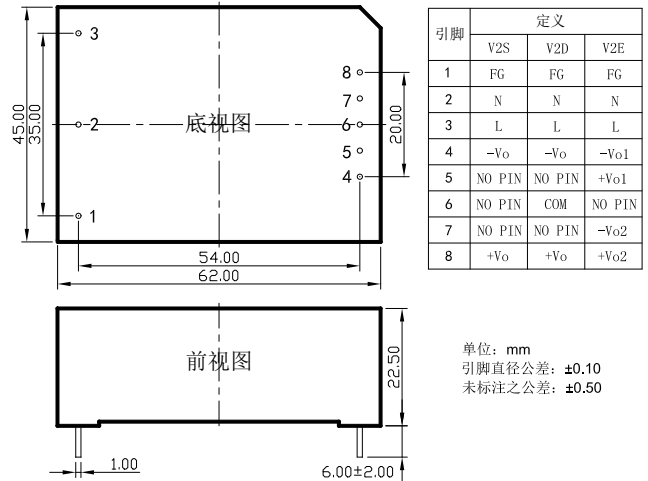 3
8
7
2
底视图
6
5
4
1
45.00
35.00
20.00
54.00
62.00
引脚 定义
V2S V2D V2E
1 FG FG FG
2 N N N
3 L L L
4 -Vo -Vo -Vo1
5 NO PIN NO PIN +Vo1
6 NO PIN COM NO PIN
7 NO PIN NO PIN -Vo2
8 +Vo +Vo +Vo2
前视图
22.50
1.00
6.00±2.00
单位：mm
引脚直径公差：±0.10
未标注之公差：±0.50